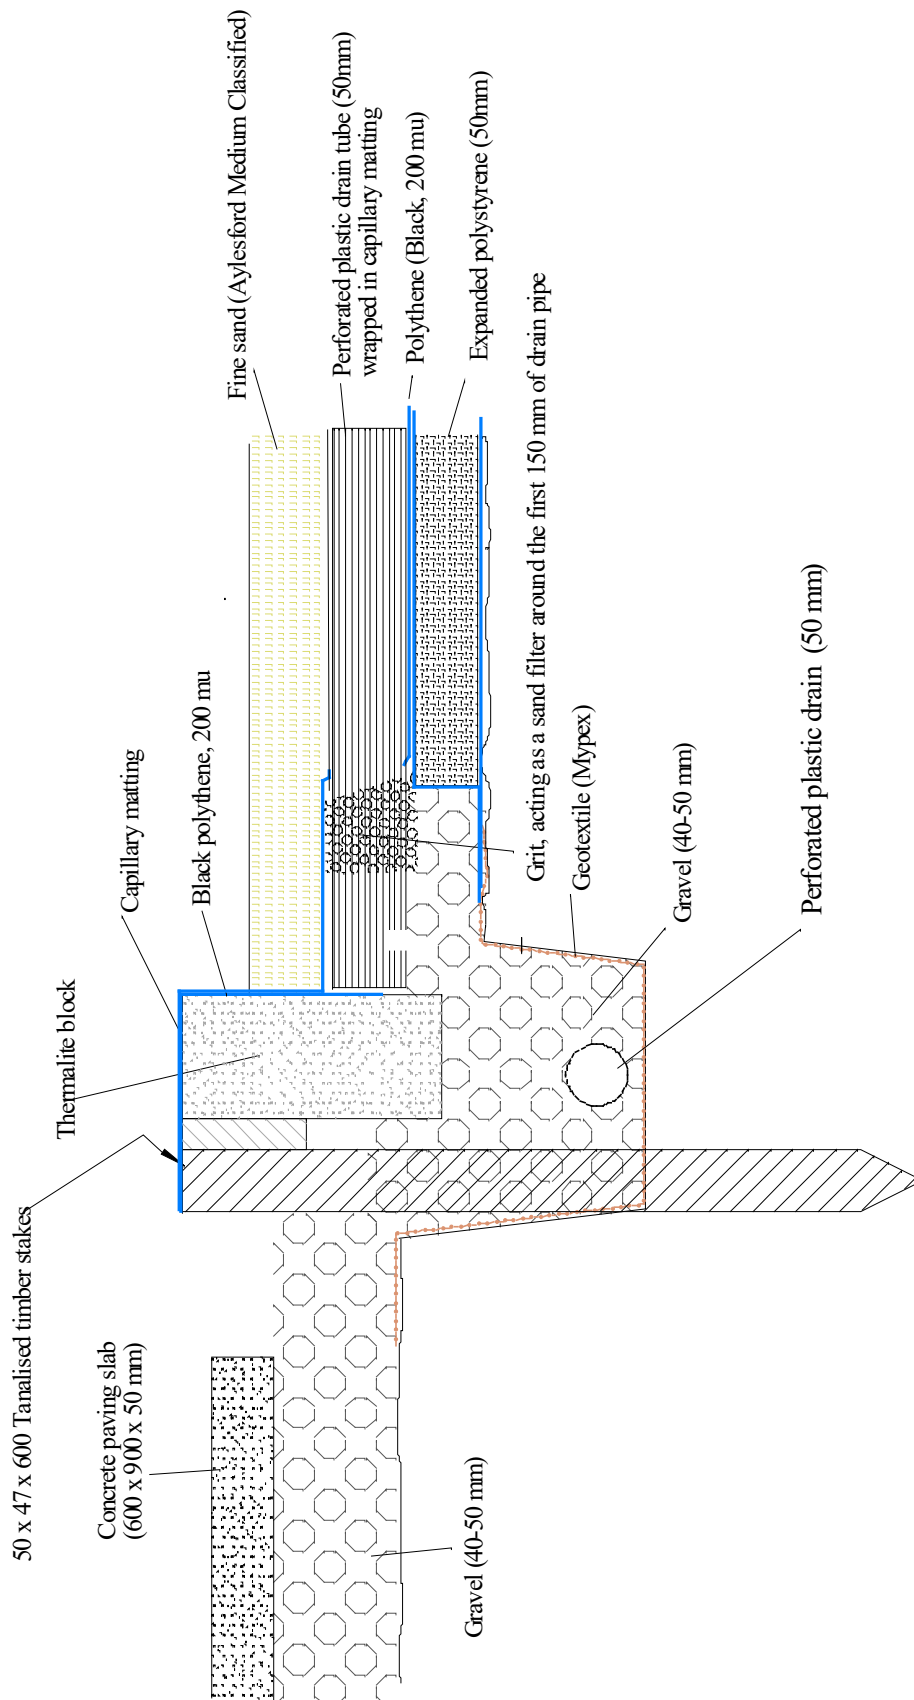 50 x 47 x 600 Tanalised timber stakes
Thermalite block
Capillary matting
Black polythene, 200 mu
Fine sand (Aylesford Medium Classified)
Perforated plastic drain tube (50mm)
wrapped in capillary matting
Polythene (Black, 200 mu)
Expanded polystyrene (50mm)
Concrete paving slab
(600 x 900 x 50 mm)
Gravel (40-50 mm)
Grit, acting as a sand filter around the first 150 mm of drain pipe
Geotextile (Mypex)
Gravel (40-50 mm)
Perforated plastic drain (50 mm)